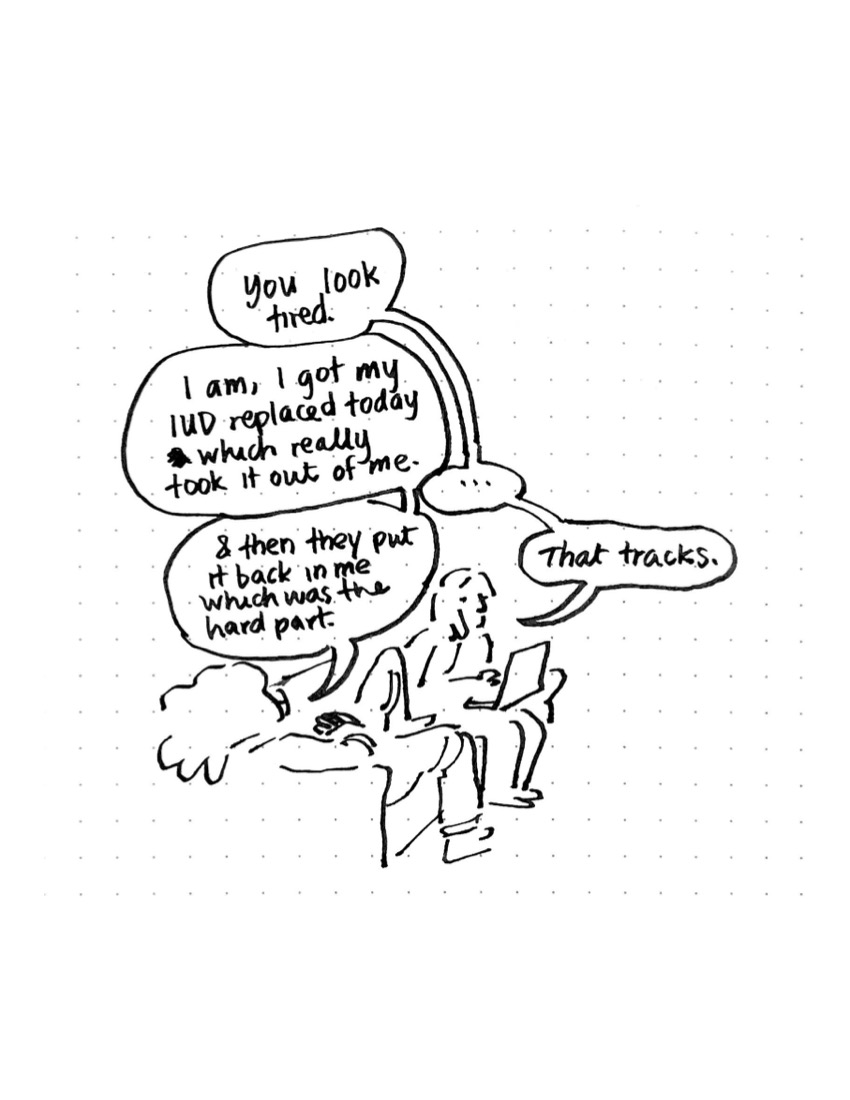 You look
tired.
I am, I got my
IUD replaced today
which really
took it out of me.
...
& then they put
it back in me
which was the
hard part.
That tracks.